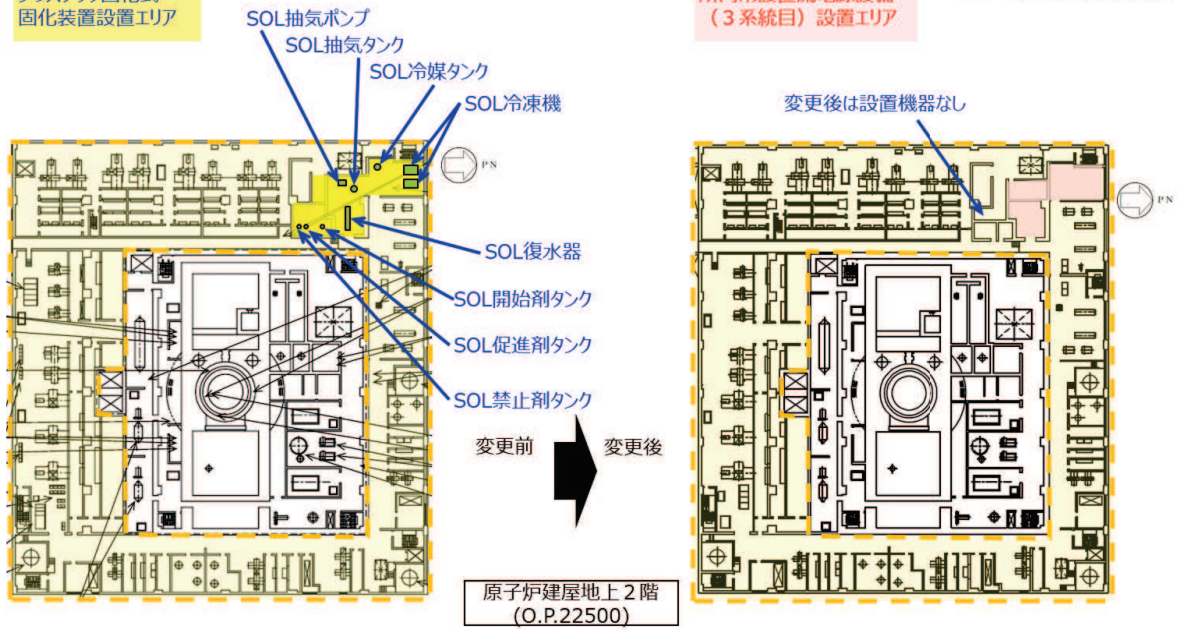 固化装置設置エリア
(3系統目)設置エリア
SOL抽気ポンプ
SOL抽気タンク
SOL冷媒タンク
SOL冷凍機
変更後は設置機器なし
PN
PN
SOL復水器
SOL開始剤タンク
SOL促進剤タンク
SOL禁止剤タンク
変更前
変更後
原子炉建屋地上2階
(O.P.22500)